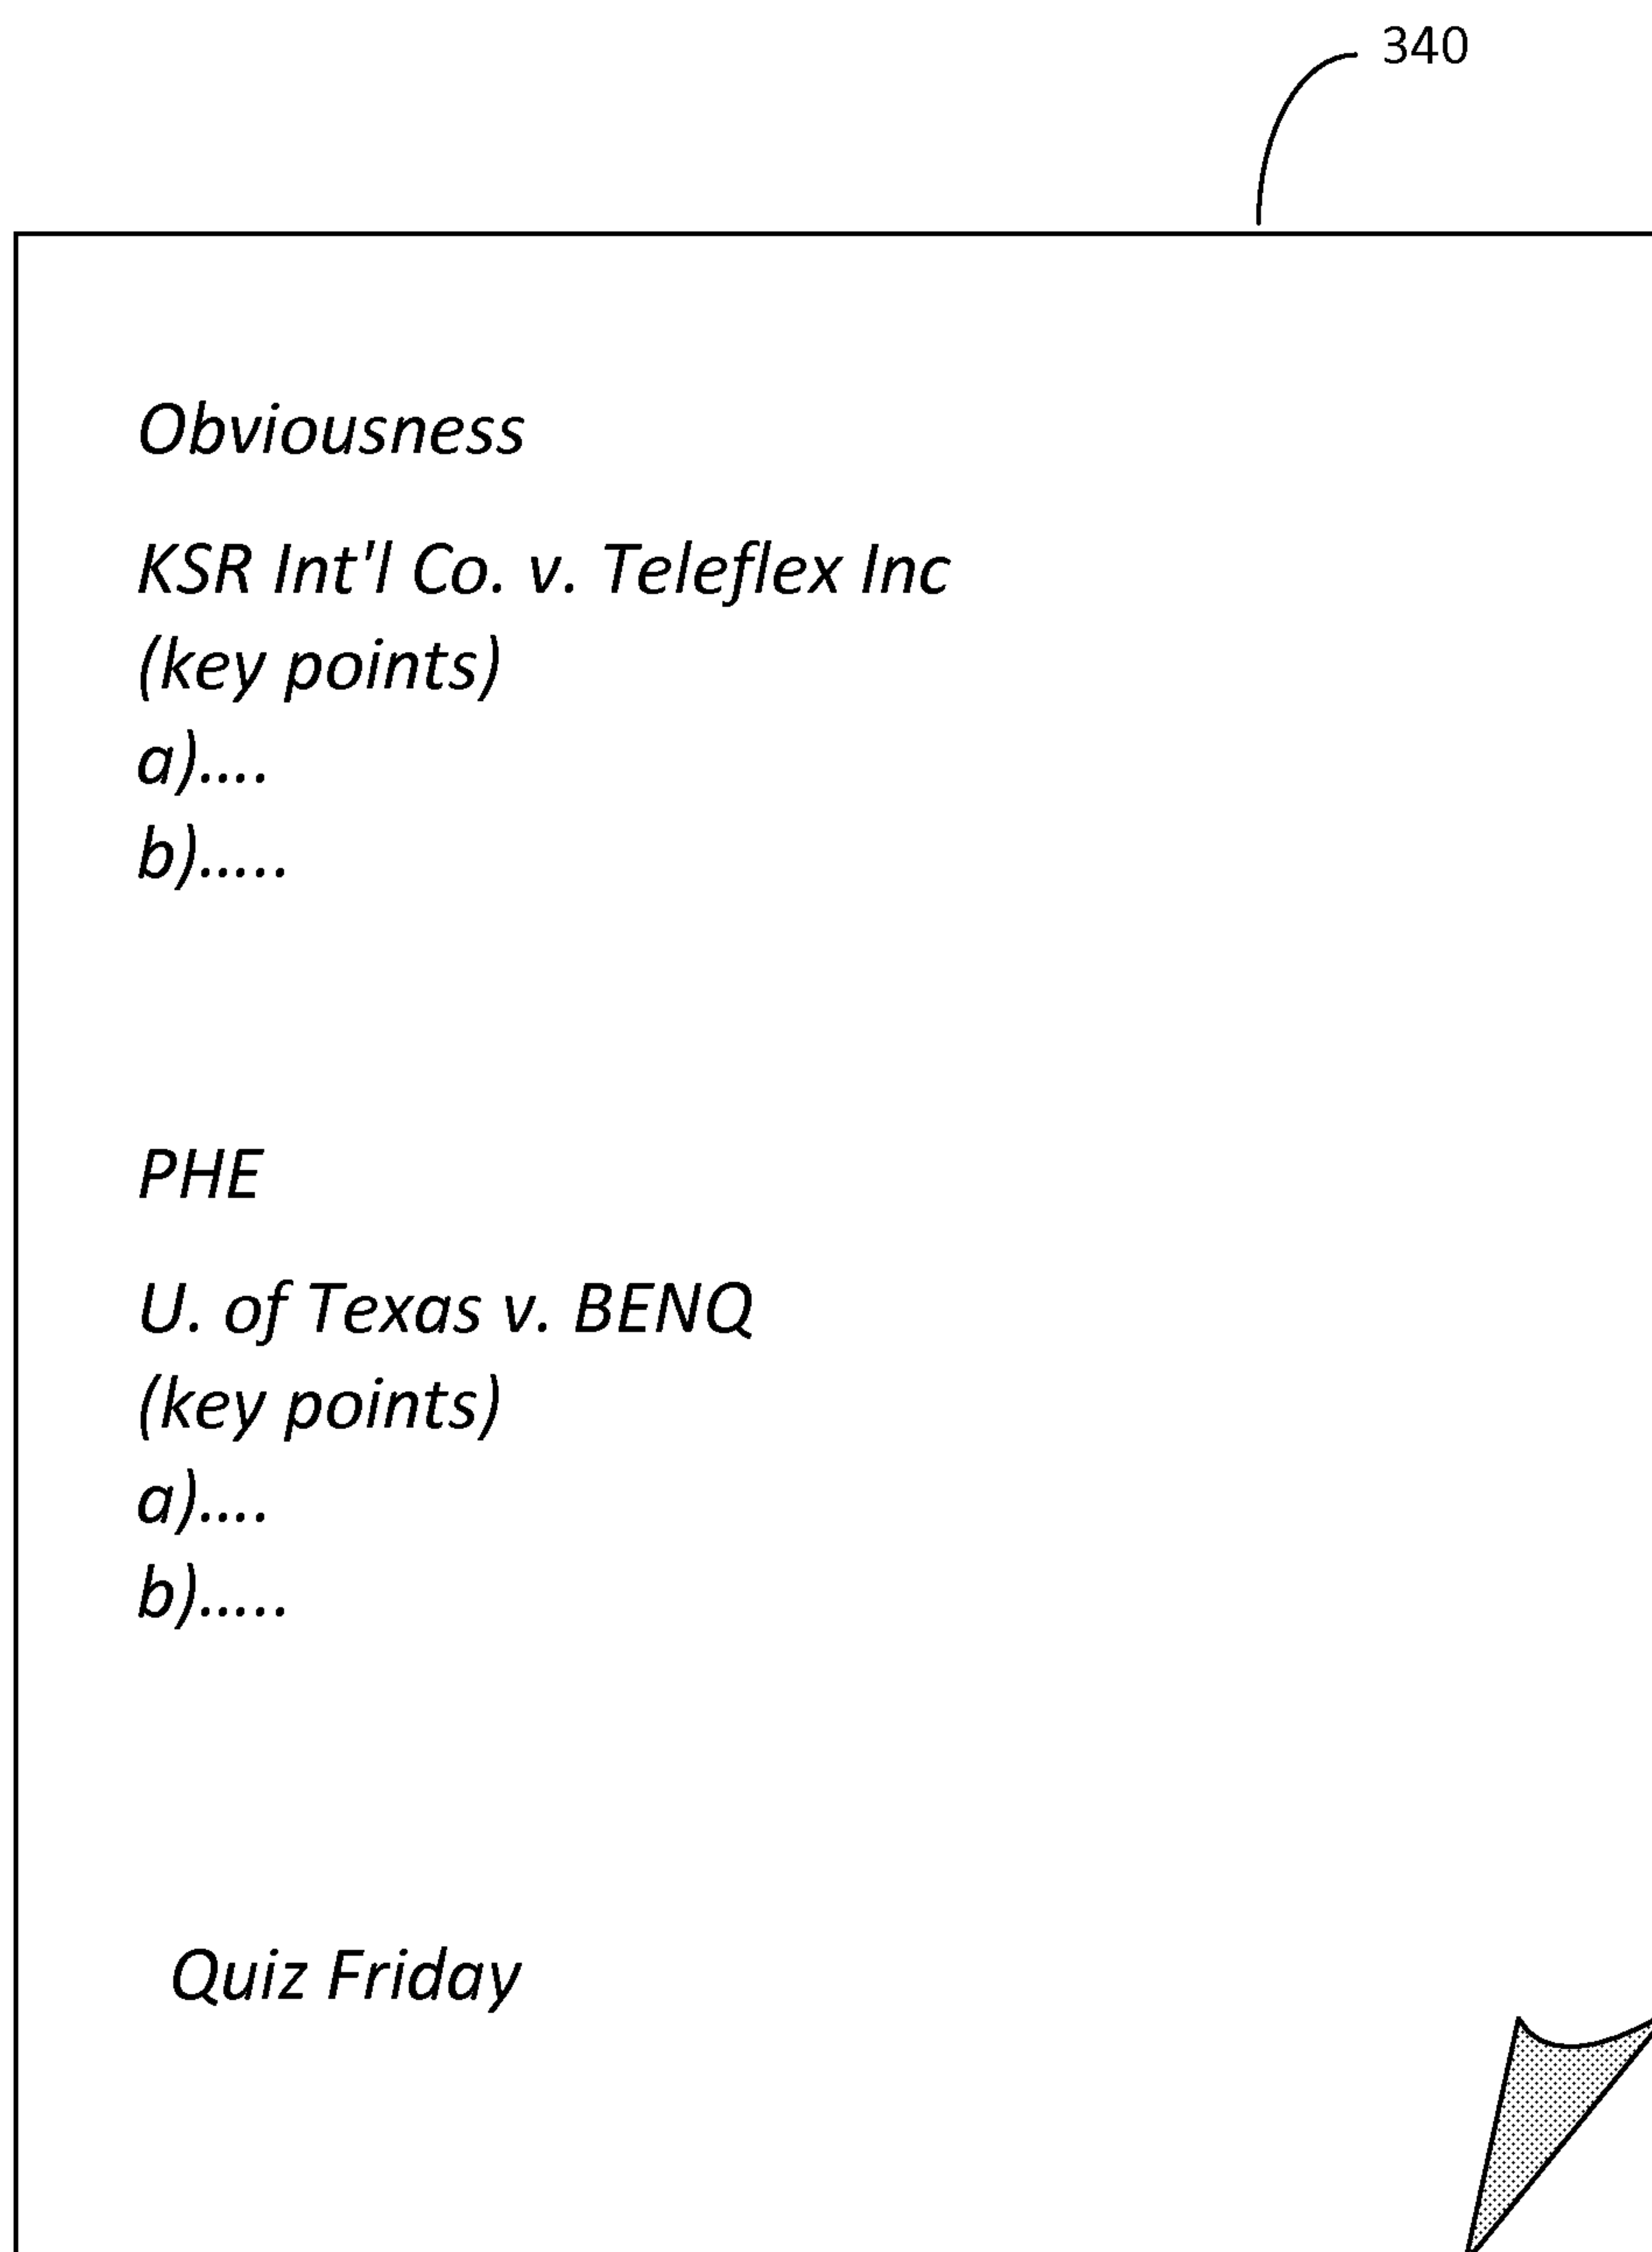 340
Obviousness
KSR Int'l Co. v. Teleflex Inc
(key points)
a)....
b).....
PHE
U. of Texas v. BENQ
(key points)
a)....
b).....
Quiz Friday